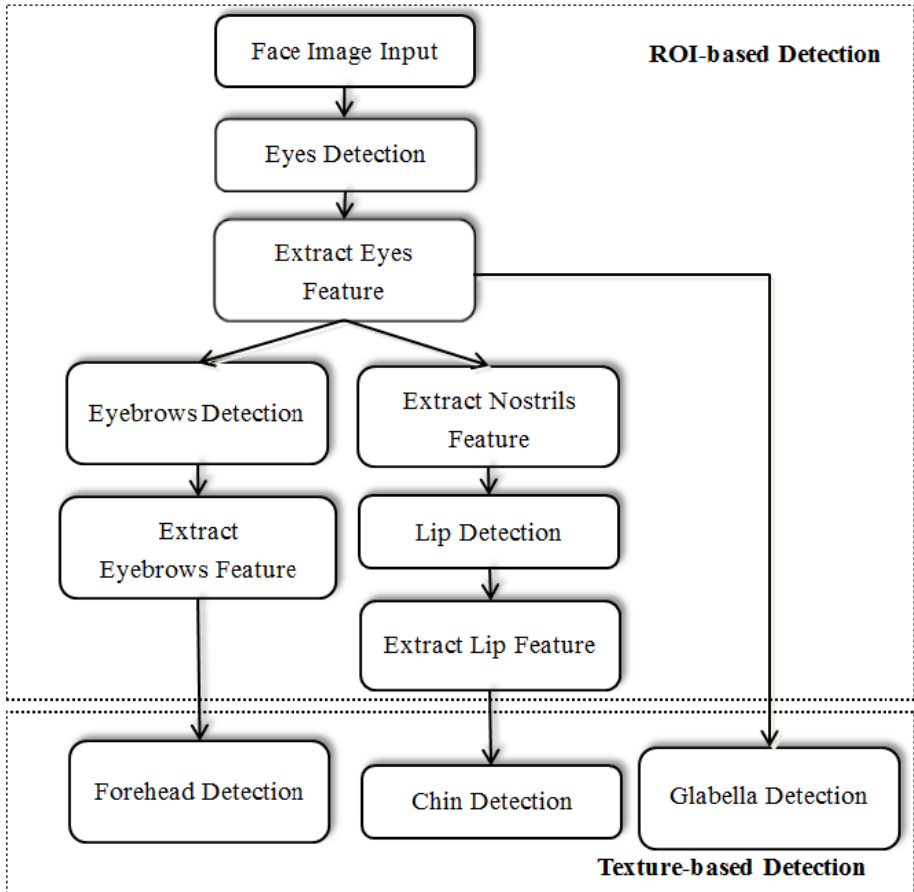 Face Image Input
ROI-based Detection
Eyes Detection
Extract Eyes
Feature
Eyebrows Detection
Extract Nostrils
Feature
Extract
Eyebrows Feature
Lip Detection
Extract Lip Feature
Forehead Detection
Chin Detection
Glabella Detection
Texture-based Detection